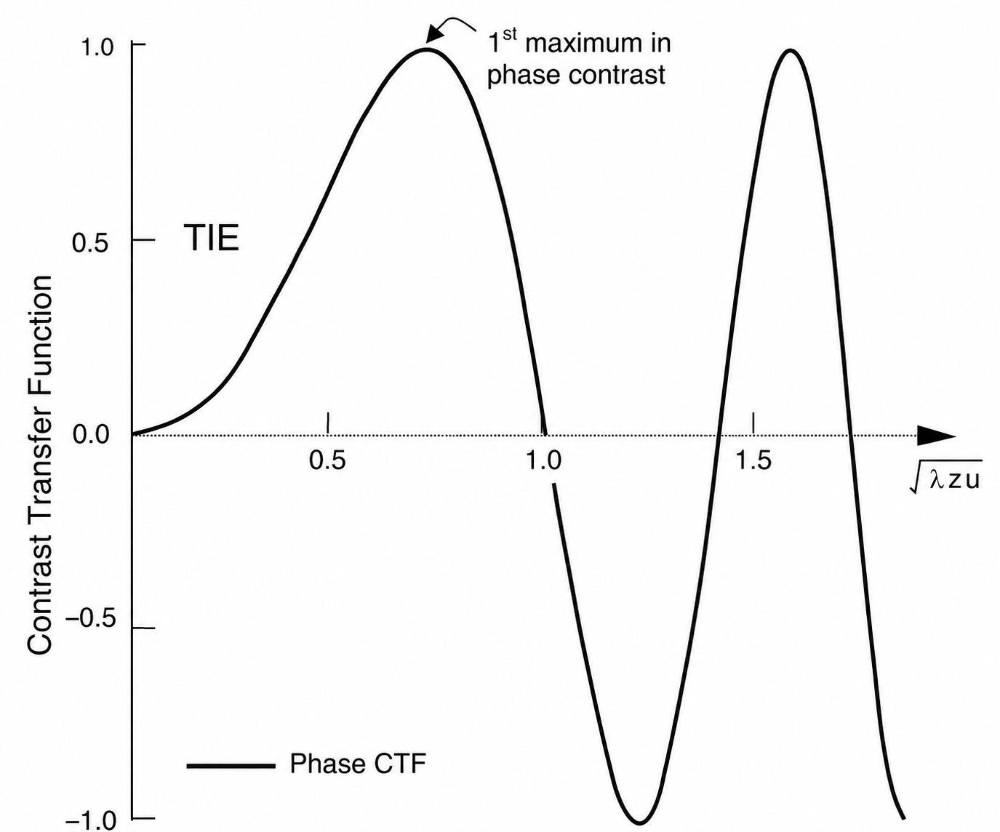 1.0
1st maximum in
phase contrast
0.5
TIE
Contrast Transfer Function
0.0
0.5
1.0
1.5
√λzu
−0.5
Phase CTF
−1.0